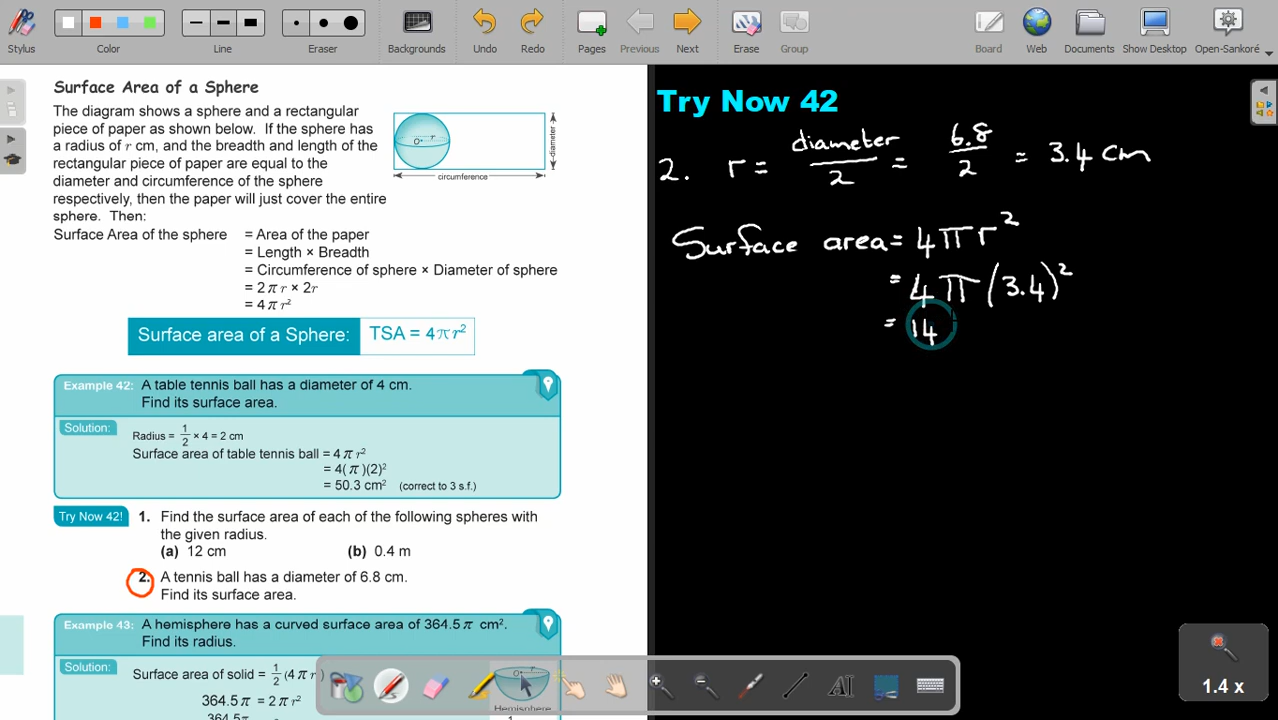 Stylus Color Line Eraser Backgrounds Undo Redo Pages Previous Next Erase Group Board Web Documents Show Desktop Open-Sankoré
Surface Area of a Sphere
The diagram shows a sphere and a rectangular
piece of paper as shown below. If the sphere has
a radius of r cm, and the breadth and length of the
rectangular piece of paper are equal to the
diameter and circumference of the sphere
respectively, then the paper will just cover the entire
sphere. Then:
O r
diameter
circumference
Surface Area of the sphere = Area of the paper
= Length × Breadth
= Circumference of sphere × Diameter of sphere
= 2πr × 2r
= 4πr²
Surface area of a Sphere: TSA = 4πr²
Example 42: A table tennis ball has a diameter of 4 cm.
Find its surface area.
Solution:
Radius = 1/2 × 4 = 2 cm
Surface area of table tennis ball = 4πr²
= 4(π)(2)²
= 50.3 cm² (correct to 3 s.f.)
Try Now 42! 1. Find the surface area of each of the following spheres with
the given radius.
(a) 12 cm (b) 0.4 m
2. A tennis ball has a diameter of 6.8 cm.
Find its surface area.
Example 43: A hemisphere has a curved surface area of 364.5π cm².
Find its radius.
Solution:
Surface area of solid = 1/2 (4πr
364.5π = 2πr²
Hemisphere
Try Now 42
2. r = diameter/2 = 6.8/2 = 3.4 cm
Surface area = 4πr²
= 4π(3.4)²
= 14
1.4 x